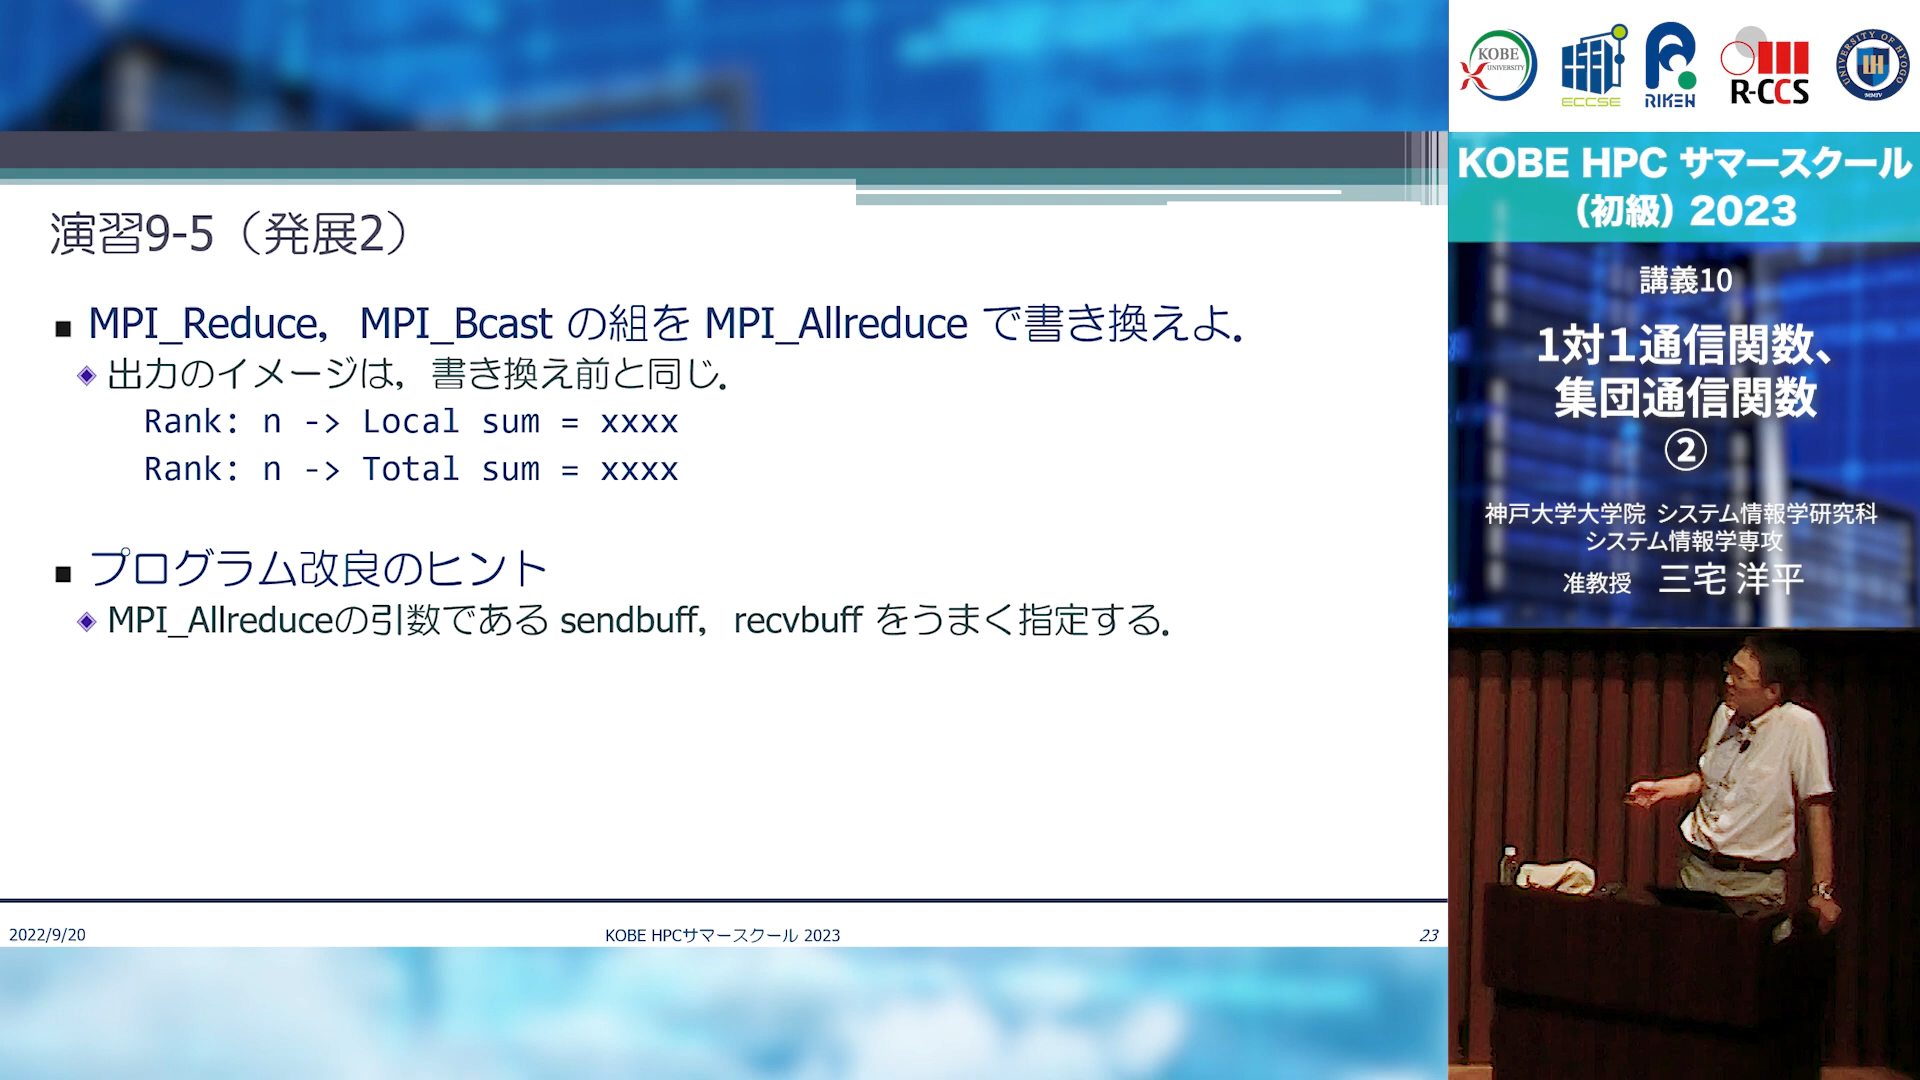 演習9-5（発展2）
■ MPI_Reduce，MPI_Bcast の組を MPI_Allreduce で書き換えよ．
◈ 出力のイメージは，書き換え前と同じ．
Rank: n -> Local sum = xxxx
Rank: n -> Total sum = xxxx
■ プログラム改良のヒント
◈ MPI_Allreduceの引数である sendbuff，recvbuff をうまく指定する．
2022/9/20
KOBE HPCサマースクール 2023
23
KOBE UNIVERSITY
ECCSE
RIKEN
R-CCS
UNIVERSITY OF HYOGO
KOBE HPC サマースクール
（初級）2023
講義10
1対１通信関数、
集団通信関数
②
神戸大学大学院 システム情報学研究科
システム情報学専攻
准教授 三宅 洋平